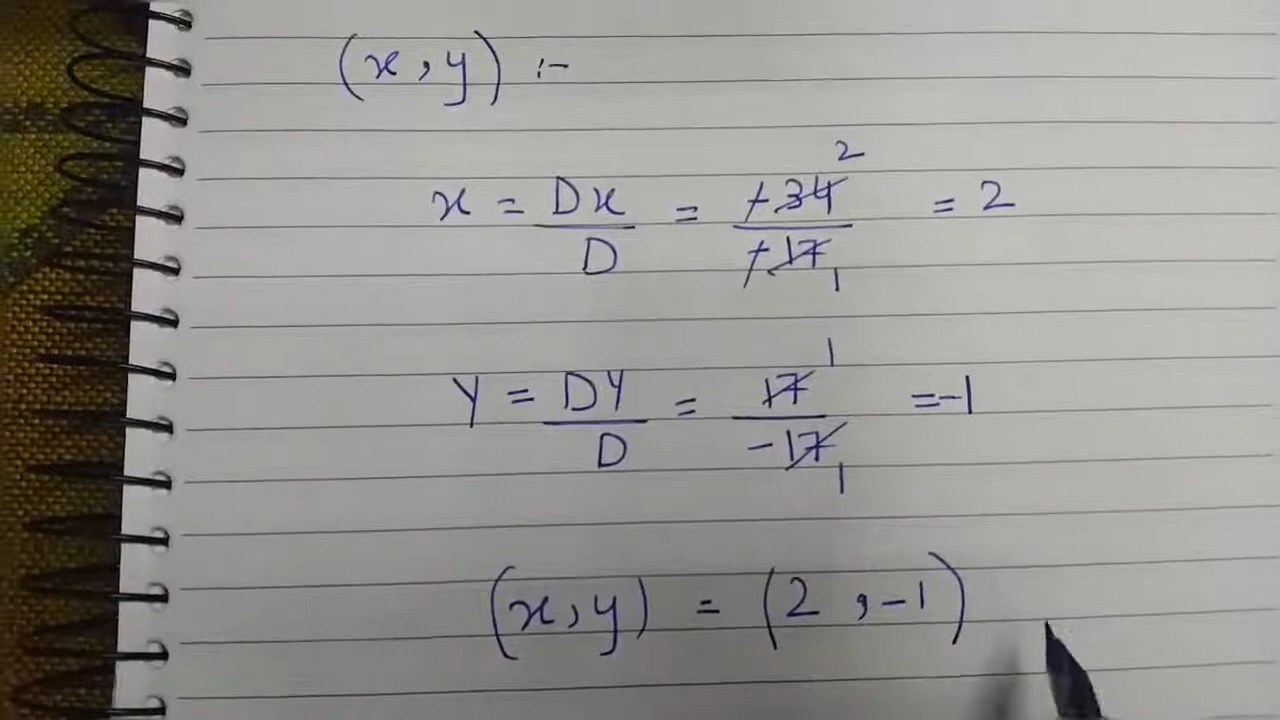 (x, y) :-
x = Dx / D = +34 / +17 = 2
2
1
y = Dy / D = 17 / -17 = -1
1
1
(x, y) = (2, -1)